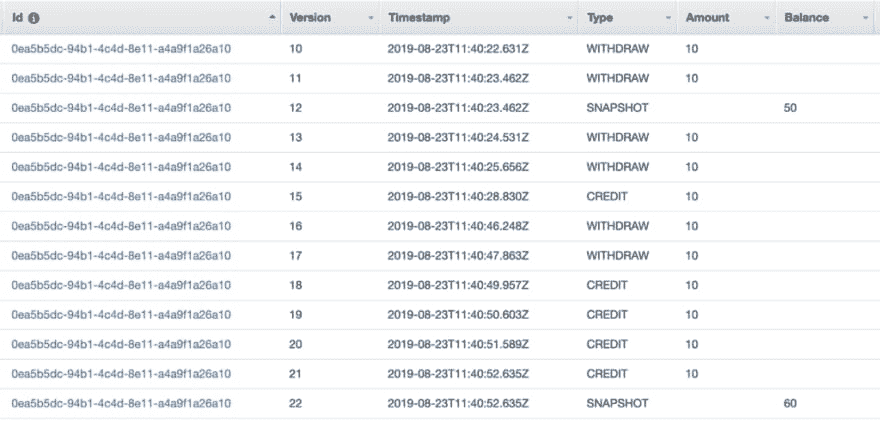 Id Version Timestamp Type Amount Balance
0ea5b5dc-94b1-4c4d-8e11-a4a9f1a26a10 10 2019-08-23T11:40:22.631Z WITHDRAW 10
0ea5b5dc-94b1-4c4d-8e11-a4a9f1a26a10 11 2019-08-23T11:40:23.462Z WITHDRAW 10
0ea5b5dc-94b1-4c4d-8e11-a4a9f1a26a10 12 2019-08-23T11:40:23.462Z SNAPSHOT 50
0ea5b5dc-94b1-4c4d-8e11-a4a9f1a26a10 13 2019-08-23T11:40:24.531Z WITHDRAW 10
0ea5b5dc-94b1-4c4d-8e11-a4a9f1a26a10 14 2019-08-23T11:40:25.656Z WITHDRAW 10
0ea5b5dc-94b1-4c4d-8e11-a4a9f1a26a10 15 2019-08-23T11:40:28.830Z CREDIT 10
0ea5b5dc-94b1-4c4d-8e11-a4a9f1a26a10 16 2019-08-23T11:40:46.248Z WITHDRAW 10
0ea5b5dc-94b1-4c4d-8e11-a4a9f1a26a10 17 2019-08-23T11:40:47.863Z WITHDRAW 10
0ea5b5dc-94b1-4c4d-8e11-a4a9f1a26a10 18 2019-08-23T11:40:49.957Z CREDIT 10
0ea5b5dc-94b1-4c4d-8e11-a4a9f1a26a10 19 2019-08-23T11:40:50.603Z CREDIT 10
0ea5b5dc-94b1-4c4d-8e11-a4a9f1a26a10 20 2019-08-23T11:40:51.589Z CREDIT 10
0ea5b5dc-94b1-4c4d-8e11-a4a9f1a26a10 21 2019-08-23T11:40:52.635Z CREDIT 10
0ea5b5dc-94b1-4c4d-8e11-a4a9f1a26a10 22 2019-08-23T11:40:52.635Z SNAPSHOT 60